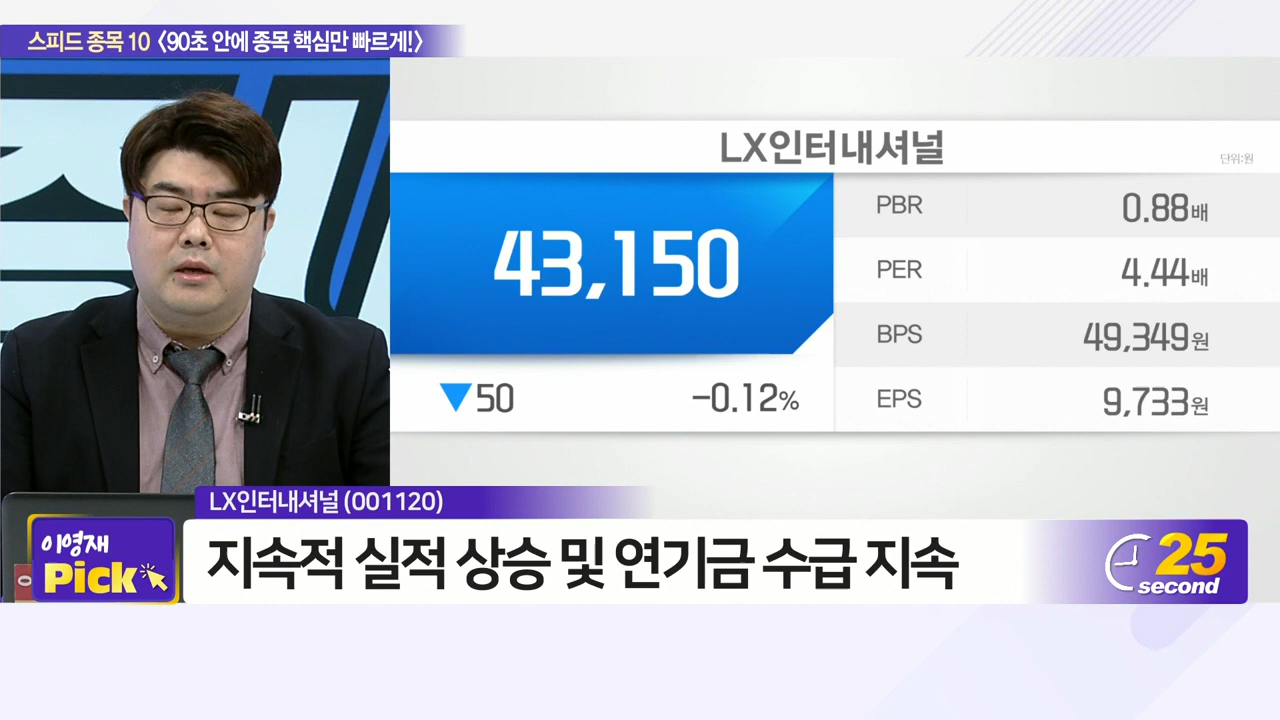 스피드 종목 10 〈90초 안에 종목 핵심만 빠르게!〉
LX인터내셔널
단위:원
43,150
▼50 -0.12%
PBR 0.88배
PER 4.44배
BPS 49,349원
EPS 9,733원
LX인터내셔널 (001120)
이영재
Pick
지속적 실적 상승 및 연기금 수급 지속
25
second